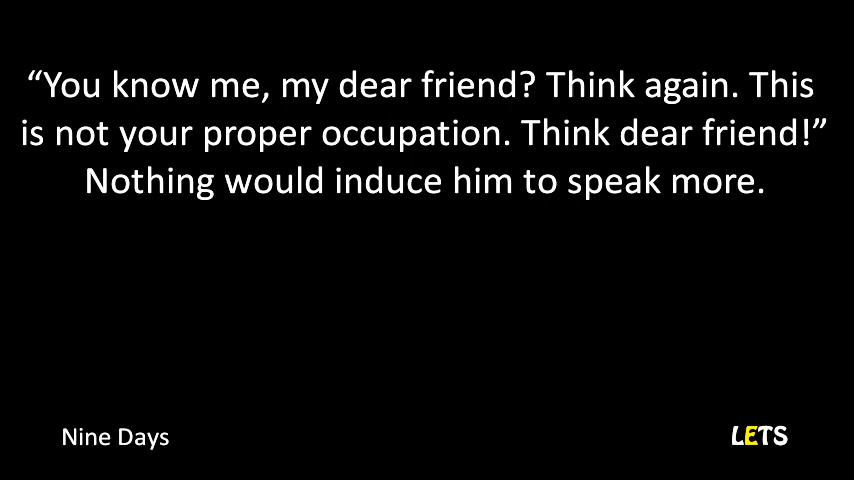 “You know me, my dear friend? Think again. This
is not your proper occupation. Think dear friend!”
Nothing would induce him to speak more.
Nine Days
LETS